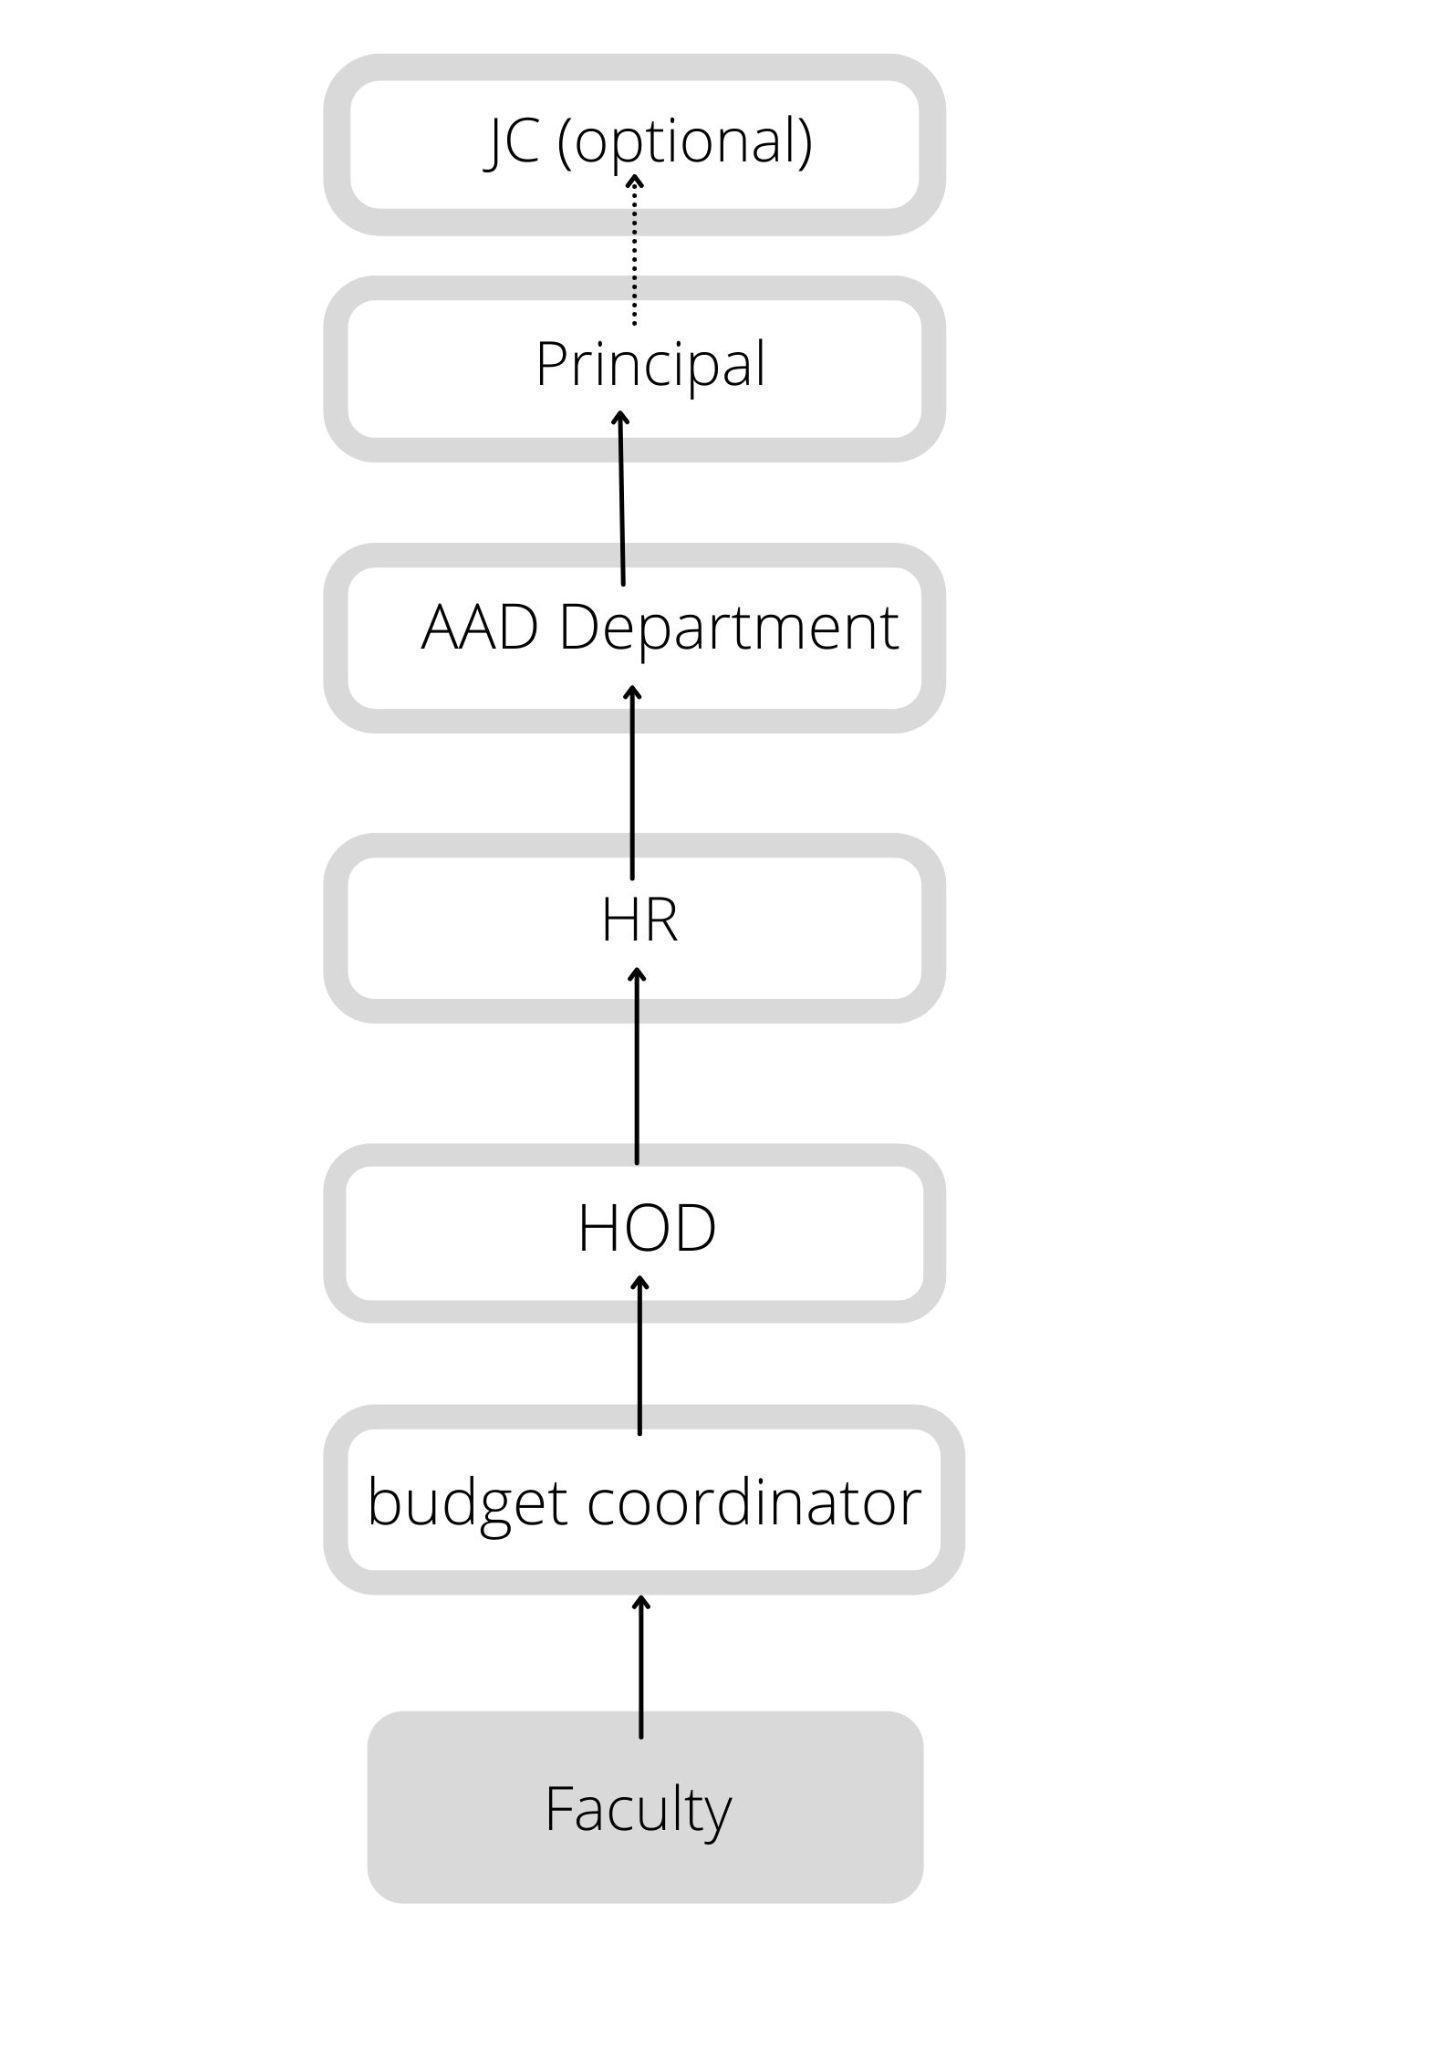 JC (optional)
Principal
AAD Department
HR
HOD
budget coordinator
Faculty